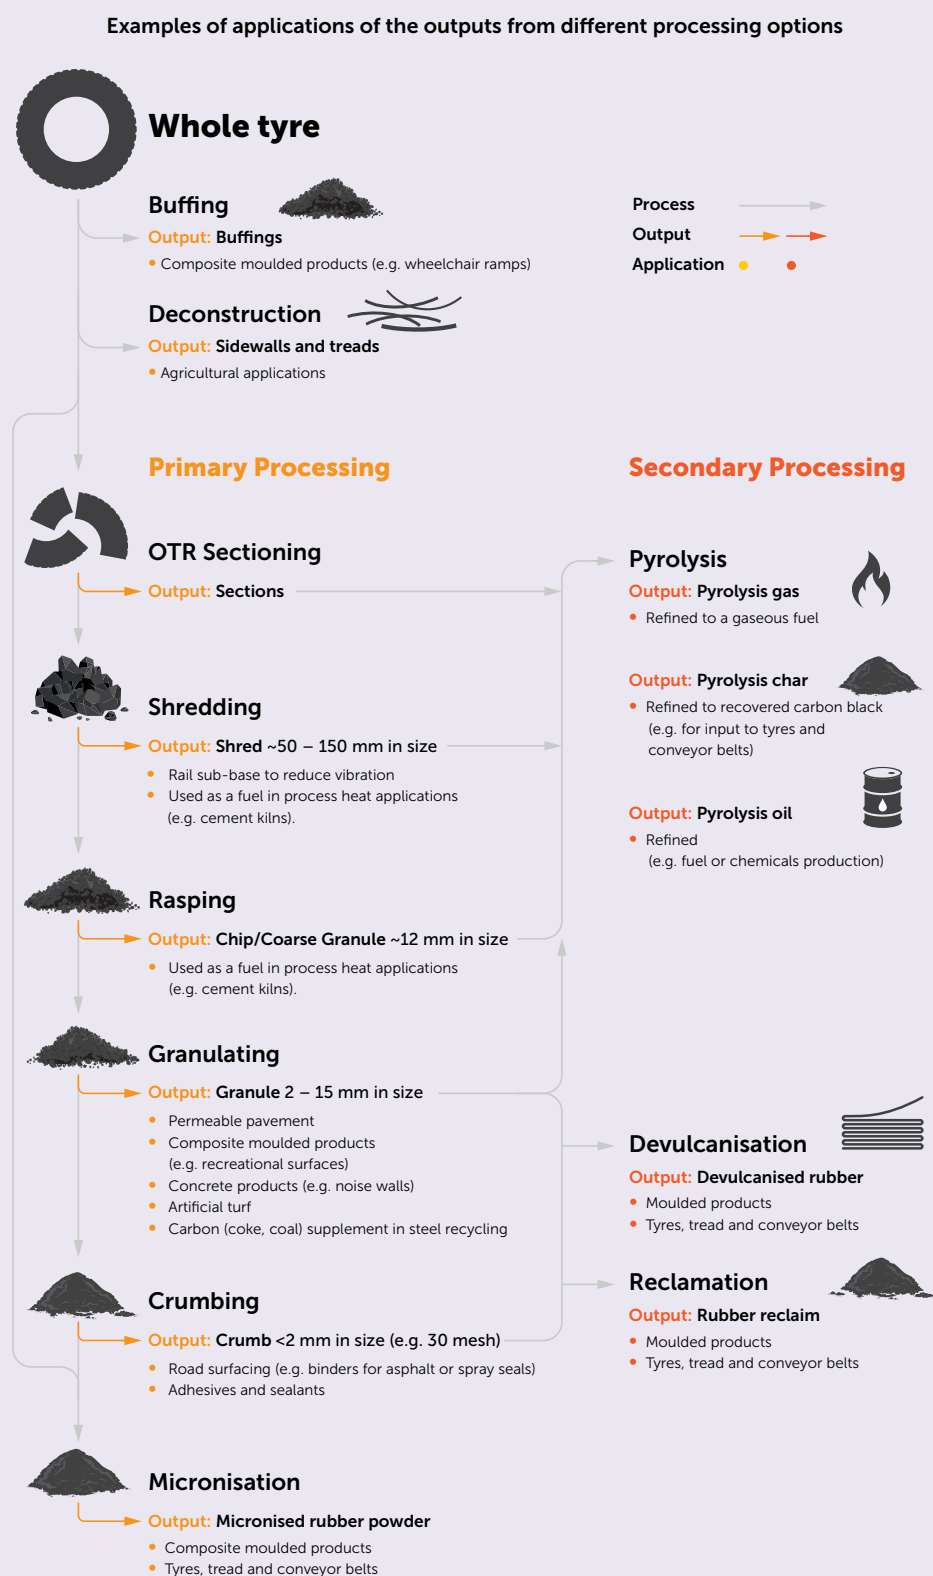 Examples of applications of the outputs from different processing options
Whole tyre
Buffing
Output: Buffings
• Composite moulded products (e.g. wheelchair ramps)
Deconstruction
Output: Sidewalls and treads
• Agricultural applications
Process
Output
Application
Primary Processing
OTR Sectioning
Output: Sections
Shredding
Output: Shred ~50 – 150 mm in size
• Rail sub-base to reduce vibration
• Used as a fuel in process heat applications
(e.g. cement kilns).
Rasping
Output: Chip/Coarse Granule ~12 mm in size
• Used as a fuel in process heat applications
(e.g. cement kilns).
Granulating
Output: Granule 2 – 15 mm in size
• Permeable pavement
• Composite moulded products
(e.g. recreational surfaces)
• Concrete products (e.g. noise walls)
• Artificial turf
• Carbon (coke, coal) supplement in steel recycling
Crumbing
Output: Crumb <2 mm in size (e.g. 30 mesh)
• Road surfacing (e.g. binders for asphalt or spray seals)
• Adhesives and sealants
Micronisation
Output: Micronised rubber powder
• Composite moulded products
• Tyres, tread and conveyor belts
Secondary Processing
Pyrolysis
Output: Pyrolysis gas
• Refined to a gaseous fuel
Output: Pyrolysis char
• Refined to recovered carbon black
(e.g. for input to tyres and
conveyor belts)
Output: Pyrolysis oil
• Refined
(e.g. fuel or chemicals production)
Devulcanisation
Output: Devulcanised rubber
• Moulded products
• Tyres, tread and conveyor belts
Reclamation
Output: Rubber reclaim
• Moulded products
• Tyres, tread and conveyor belts